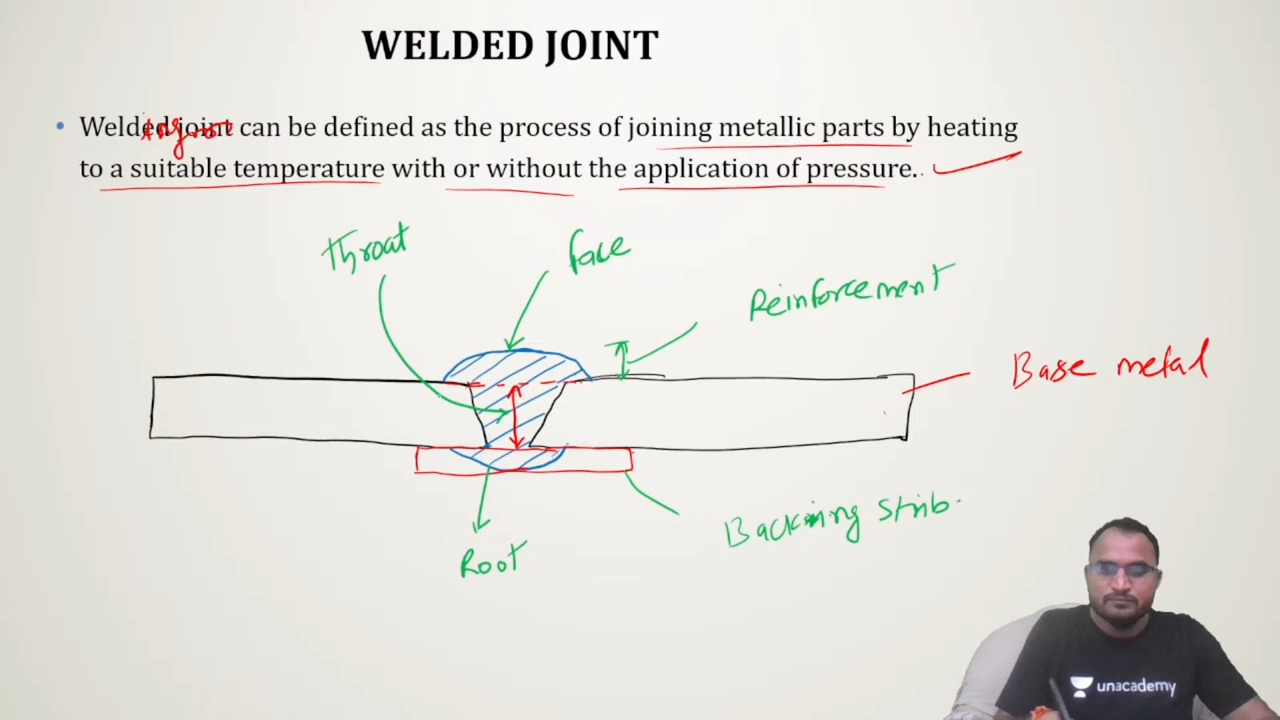 WELDED JOINT
• Welded joint can be defined as the process of joining metallic parts by heating
to a suitable temperature with or without the application of pressure.
Throat
face
Reinforcement
Base metal
Backing Strib.
Root
unacademy